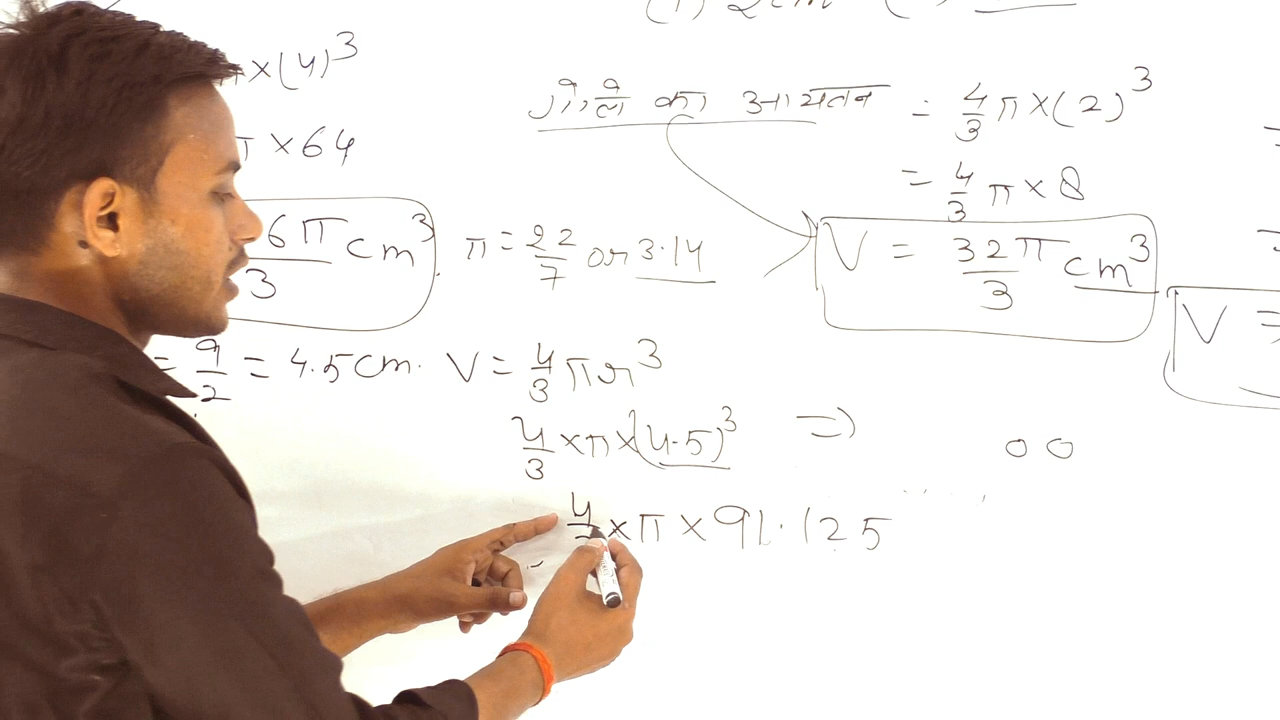 ×(4)³
π × 64
6π/3 cm³
= 9/2 = 4.5 cm.
π = 22/7 or 3.14
गोले का आयतन = 4/3 π × (2)³
= 4/3 π × 8
V = 32π/3 cm³
V =
V = 4/3 πr³
4/3 × π × (4.5)³ ⇒
4/3 × π × 91.125